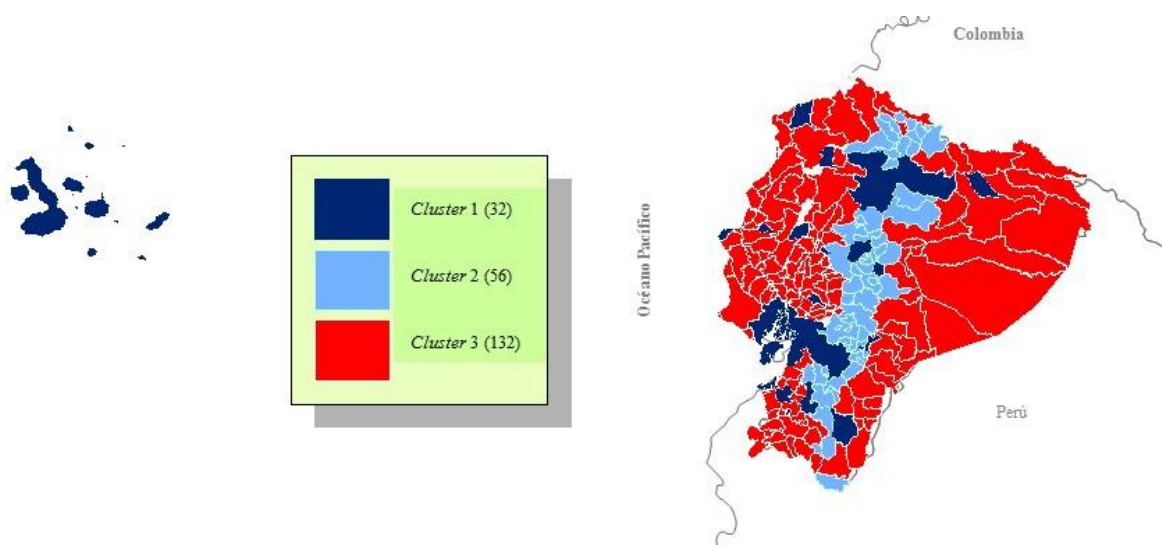 Colombia
Cluster 1 (32)
Cluster 2 (56)
Cluster 3 (132)
Océano Pacífico
Perú